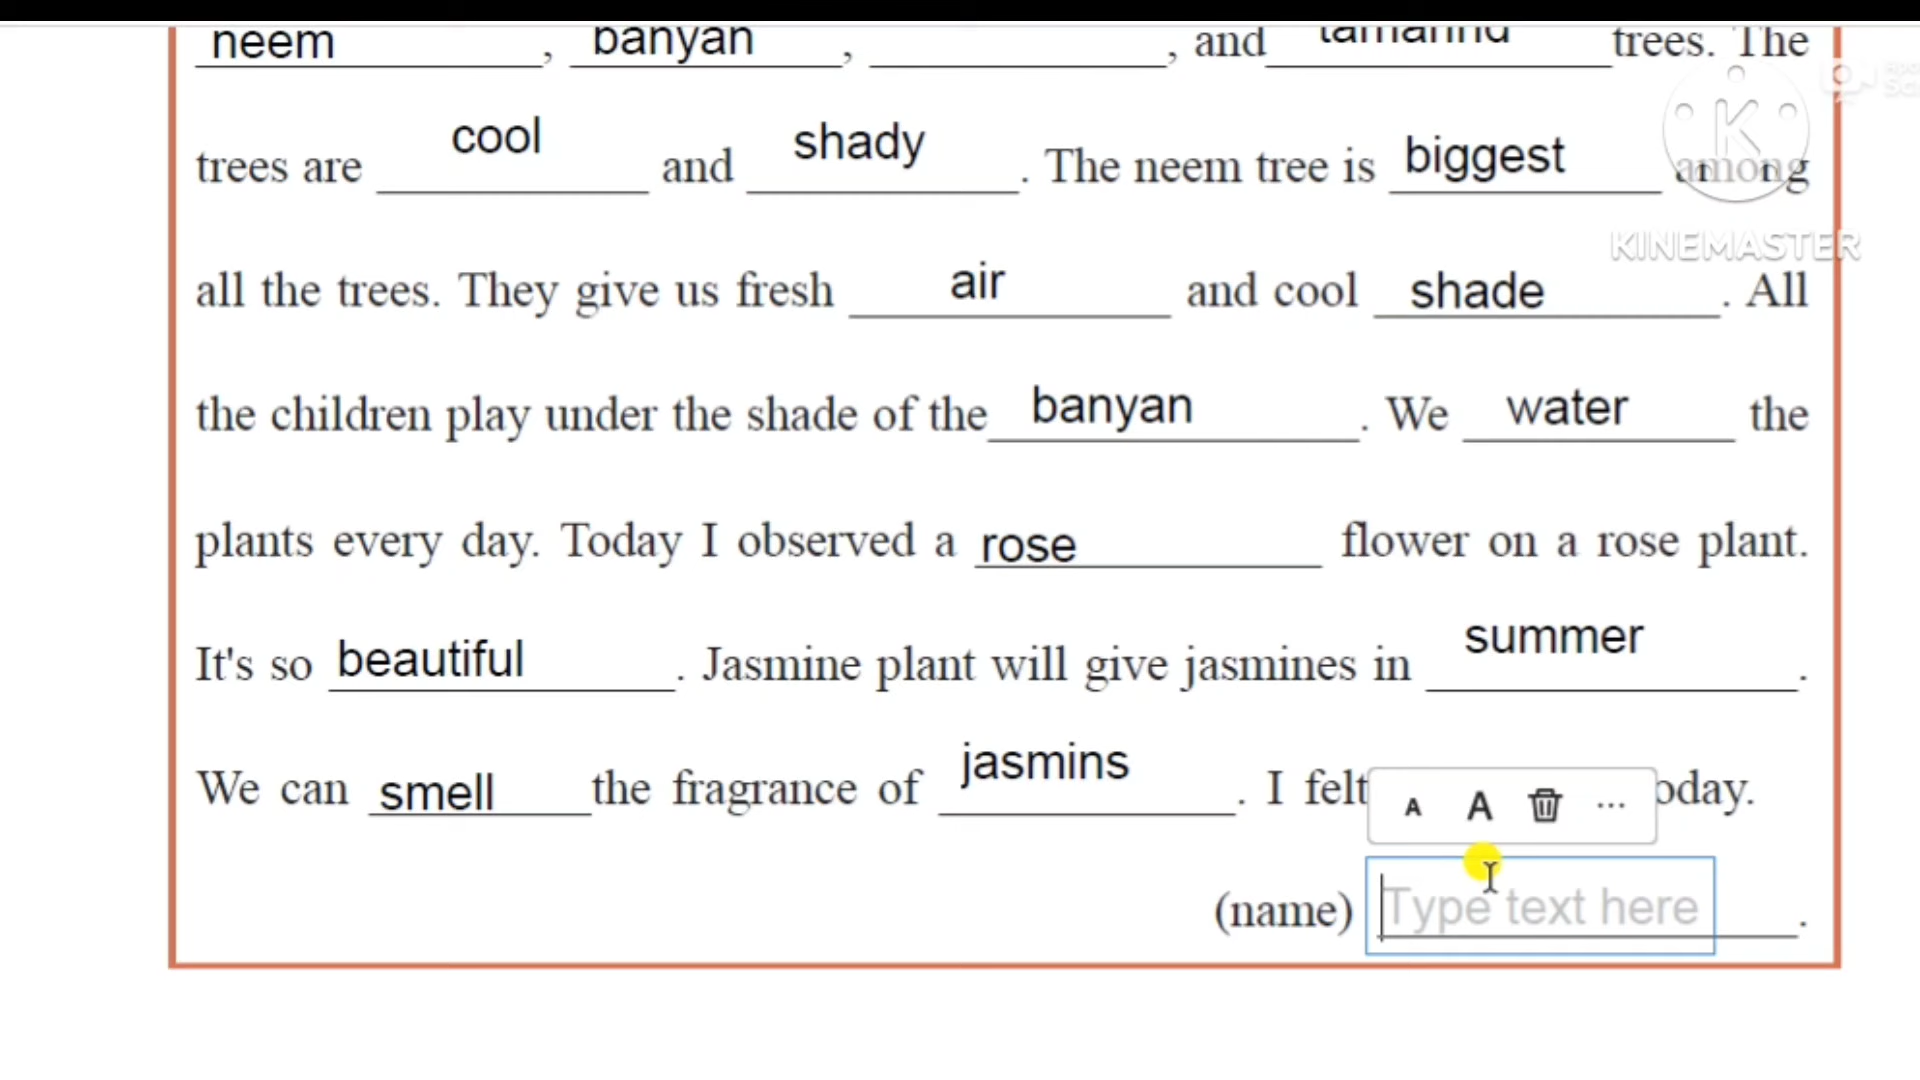 neem, banyan, , and tamarind trees. The
trees are cool and shady. The neem tree is biggest among
KINEMASTER
all the trees. They give us fresh air and cool shade. All
the children play under the shade of the banyan. We water the
plants every day. Today I observed a rose flower on a rose plant.
It's so beautiful. Jasmine plant will give jasmines in summer.
We can smell the fragrance of jasmins. I felt oday.
A A ...
(name) Type text here.